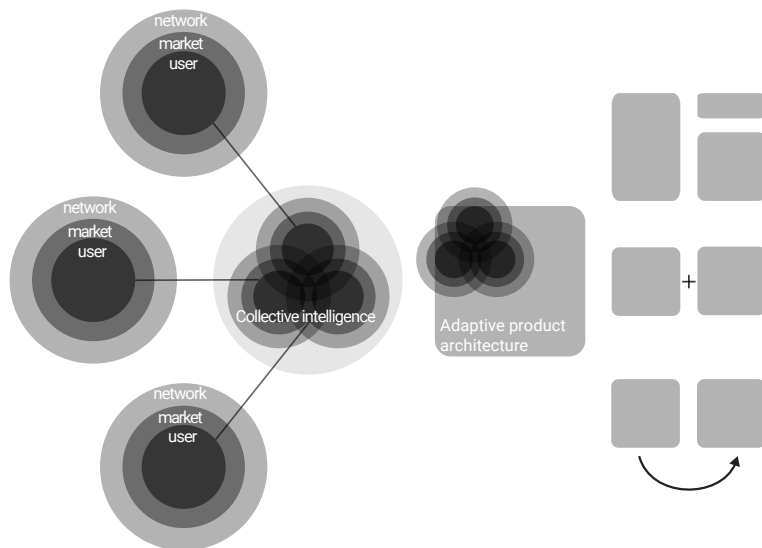 network
market
user
network
market
user
Collective intelligence
Adaptive product
architecture
+
network
market
user